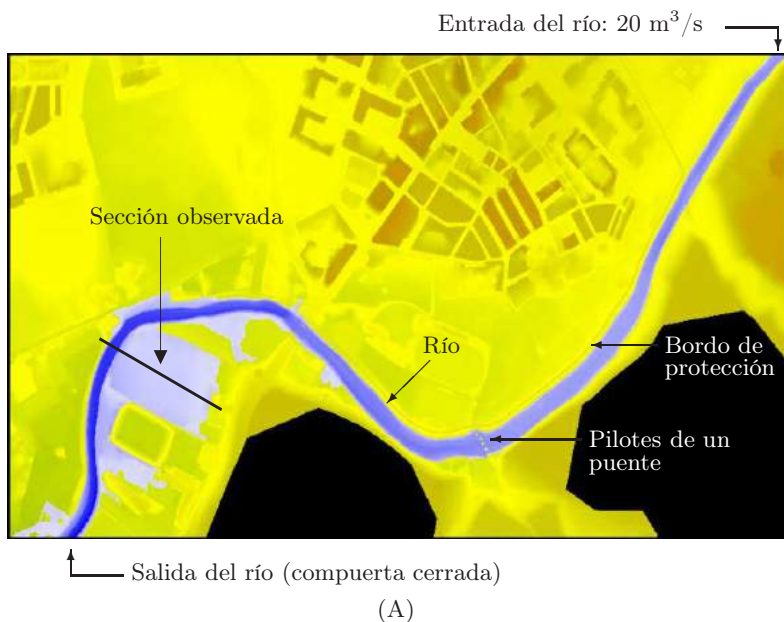 Entrada del río: 20 m³/s
Sección observada
Río
Bordo de
protección
Pilotes de un
puente
Salida del río (compuerta cerrada)
(A)